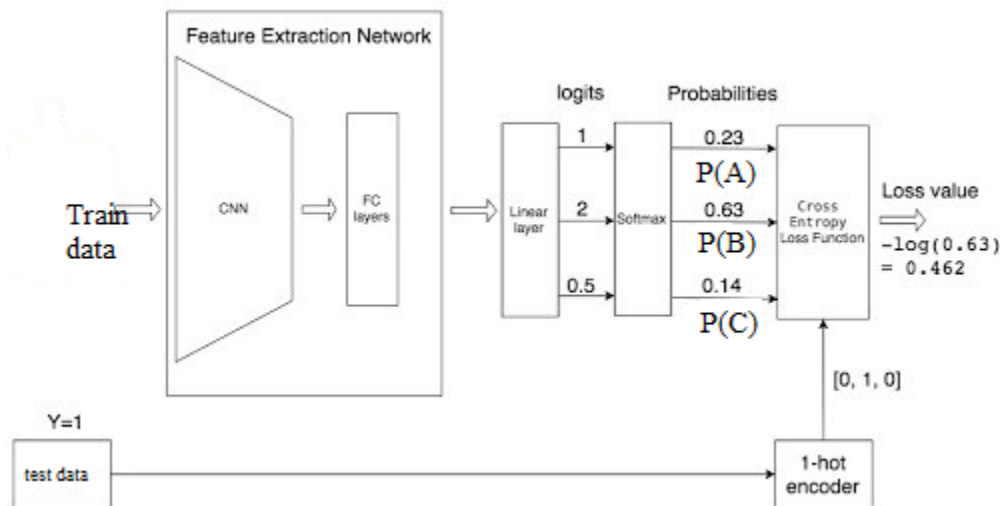 Feature Extraction Network
logits
Probabilities
Train
data
CNN
FC
layers
Linear
layer
1
2
0.5
Softmax
0.23
P(A)
0.63
P(B)
0.14
P(C)
Cross
Entropy
Loss Function
Loss value
-log(0.63)
= 0.462
[0, 1, 0]
Y=1
test data
1-hot
encoder